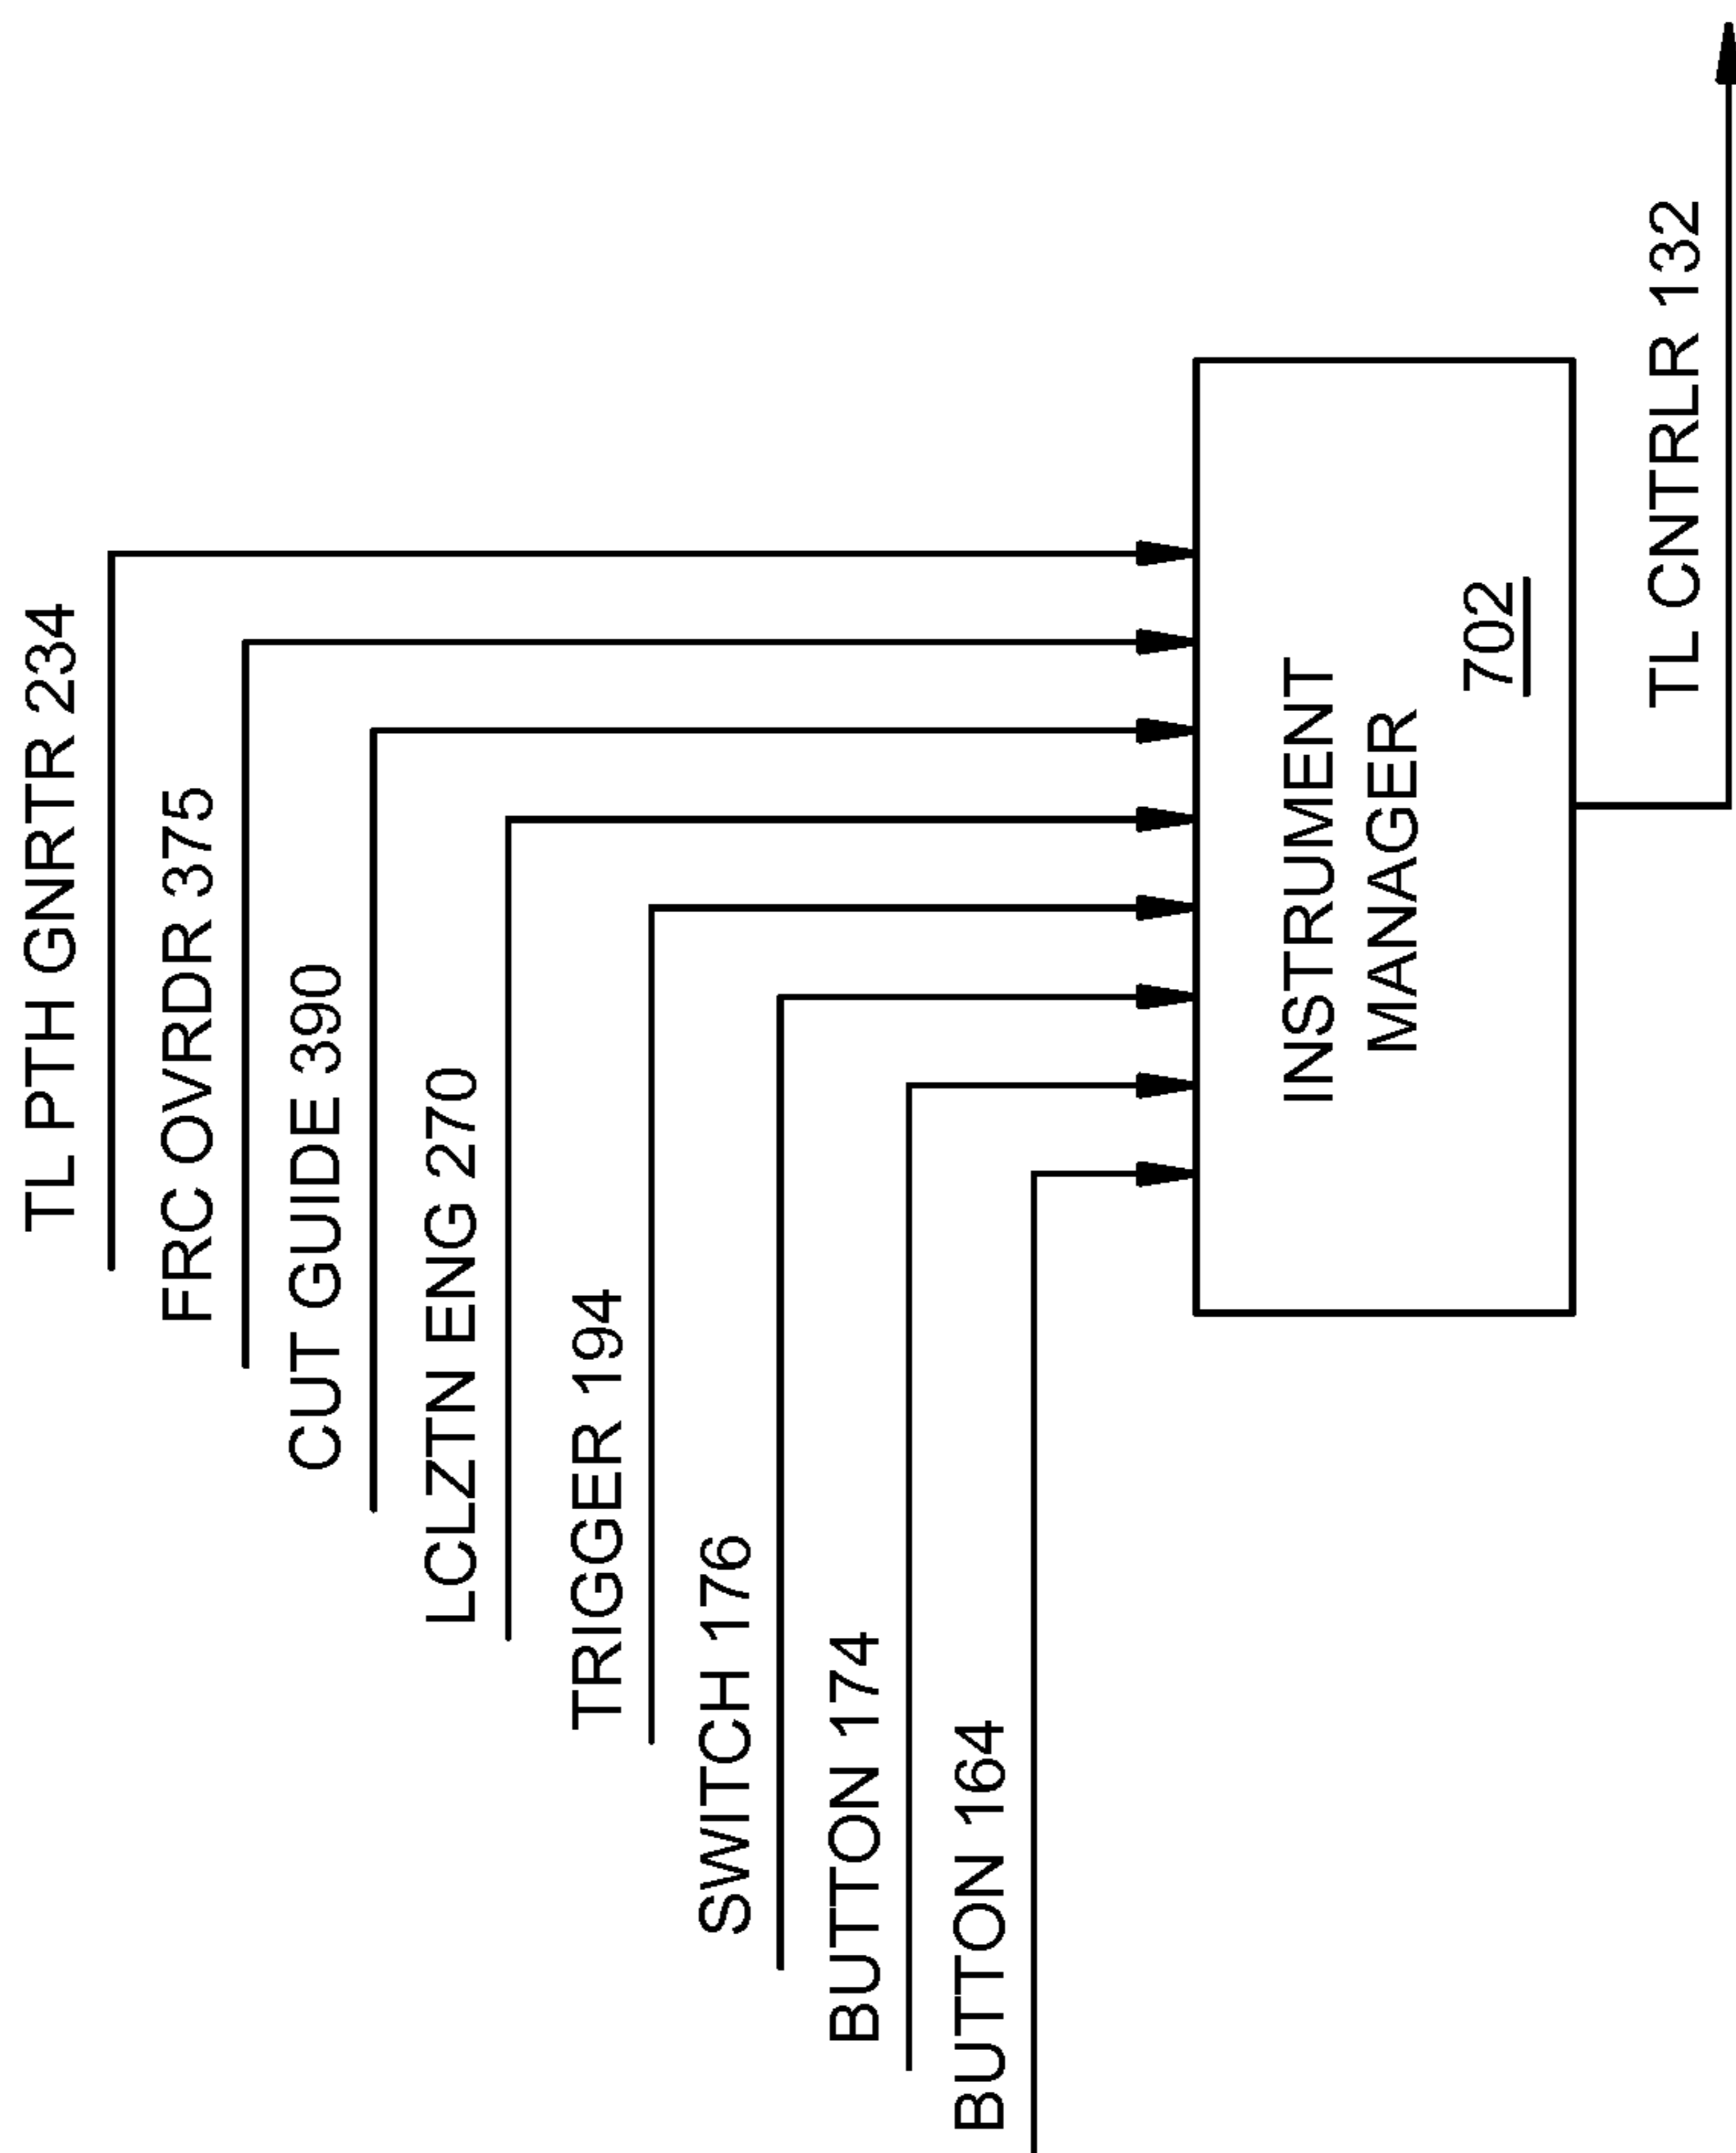 TL PTH GNRTR 234
FRC OVRDR 375
CUT GUIDE 390
LCLZTN ENG 270
TRIGGER 194
SWITCH 176
BUTTON 174
BUTTON 164
INSTRUMENT
MANAGER
702
TL CNTRLR 132